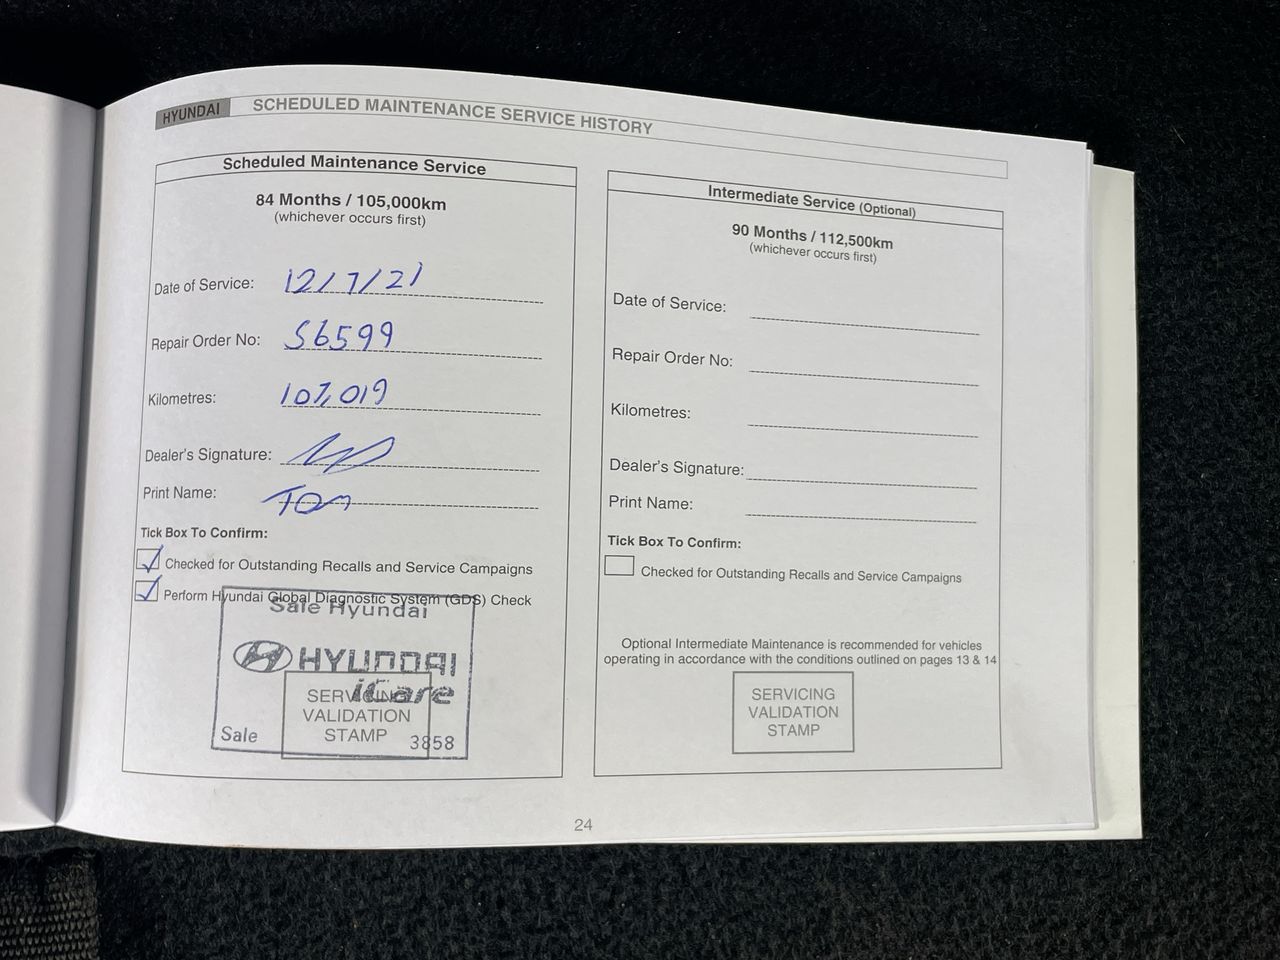 HYUNDAI SCHEDULED MAINTENANCE SERVICE HISTORY
Scheduled Maintenance Service
84 Months / 105,000km
(whichever occurs first)
Date of Service: 12/7/21
Repair Order No: S6599
Kilometres: 107,019
Dealer's Signature:
Print Name: Tom
Tick Box To Confirm:
Checked for Outstanding Recalls and Service Campaigns
Perform Hyundai Global Diagnostic System (GDS) Check
Sale Hyundai
HYUNDAI
iCare
SERVICING
VALIDATION
STAMP
Sale 3858
Intermediate Service (Optional)
90 Months / 112,500km
(whichever occurs first)
Date of Service:
Repair Order No:
Kilometres:
Dealer's Signature:
Print Name:
Tick Box To Confirm:
Checked for Outstanding Recalls and Service Campaigns
Optional Intermediate Maintenance is recommended for vehicles
operating in accordance with the conditions outlined on pages 13 & 14
SERVICING
VALIDATION
STAMP
24